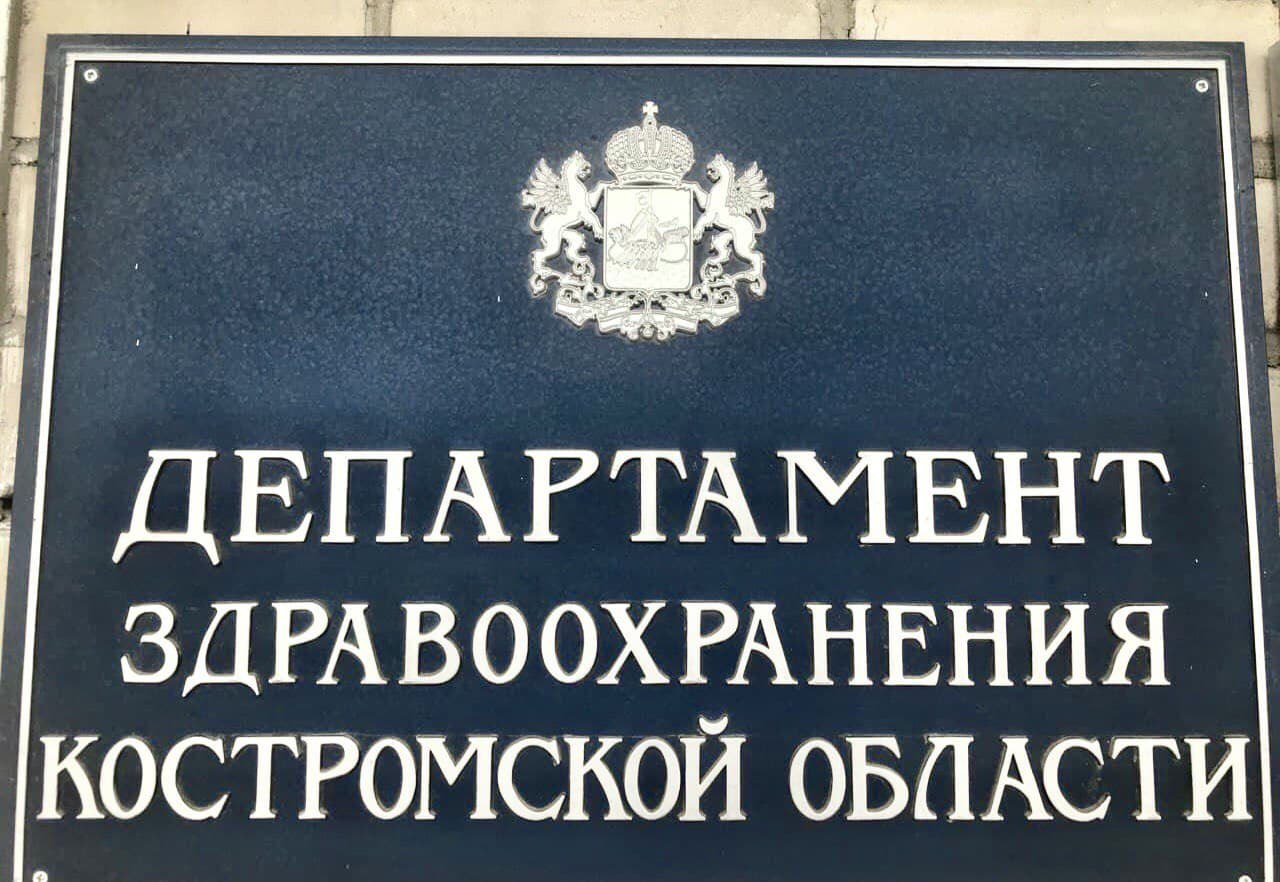 ДЕПАРТАМЕНТ
ЗДРАВООХРАНЕНИЯ
КОСТРОМСКОЙ ОБЛАСТИ